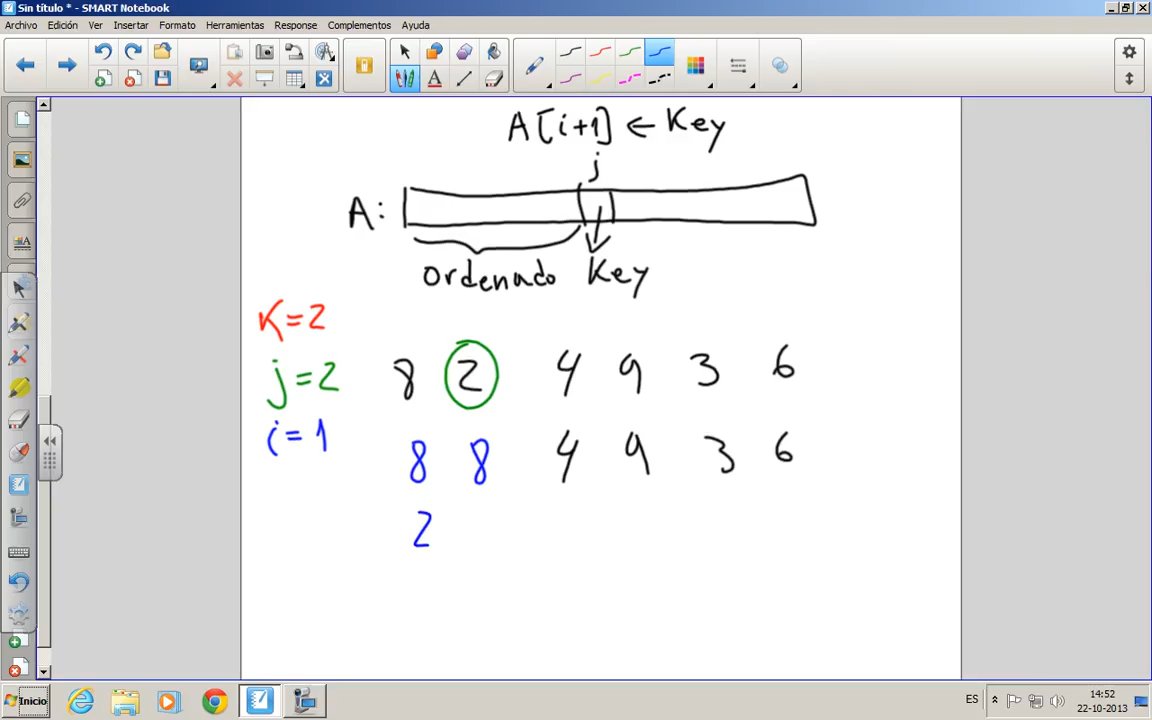 Sin título * - SMART Notebook
Archivo Edición Ver Insertar Formato Herramientas Response Complementos Ayuda
A[i+1] ← Key
j
A:
Ordenado Key
K=2
j=2 8 2 4 9 3 6
i=1 8 8 4 9 3 6
2
Inicio ES 14:52
22-10-2013